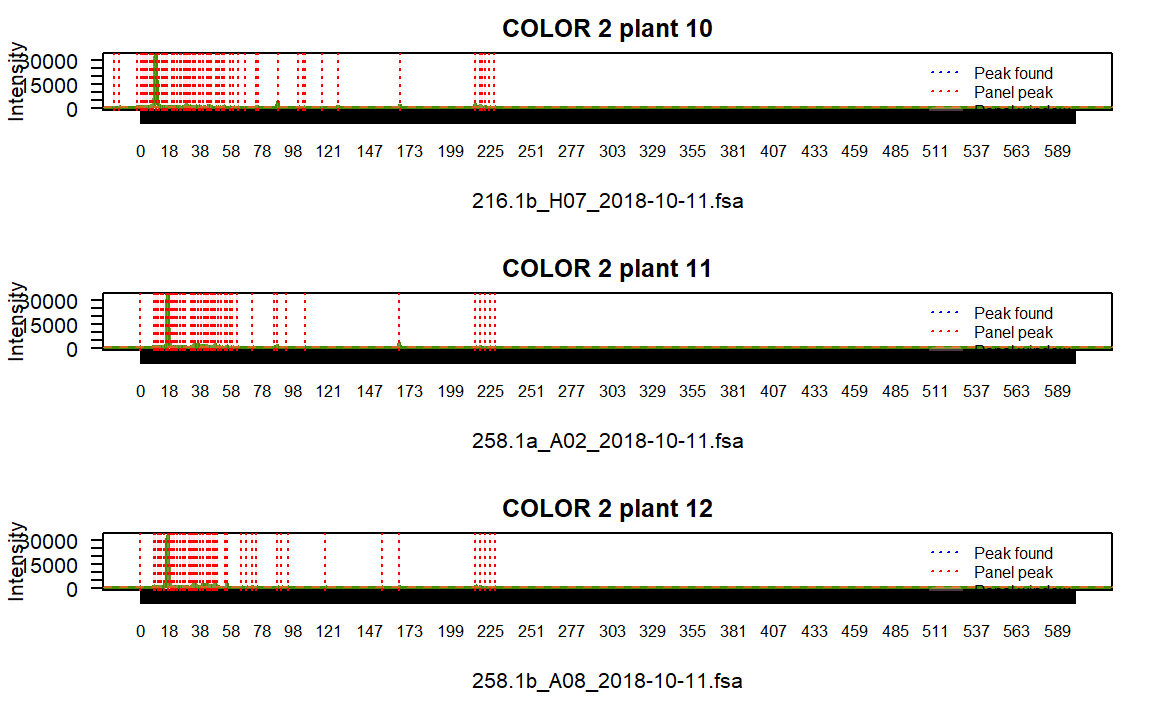 COLOR 2 plant 10
Intensity
30000
15000
0
Peak found
Panel peak
0 18 38 58 78 98 121 147 173 199 225 251 277 303 329 355 381 407 433 459 485 511 537 563 589
216.1b_H07_2018-10-11.fsa
COLOR 2 plant 11
Intensity
30000
15000
0
Peak found
Panel peak
0 18 38 58 78 98 121 147 173 199 225 251 277 303 329 355 381 407 433 459 485 511 537 563 589
258.1a_A02_2018-10-11.fsa
COLOR 2 plant 12
Intensity
30000
15000
0
Peak found
Panel peak
0 18 38 58 78 98 121 147 173 199 225 251 277 303 329 355 381 407 433 459 485 511 537 563 589
258.1b_A08_2018-10-11.fsa